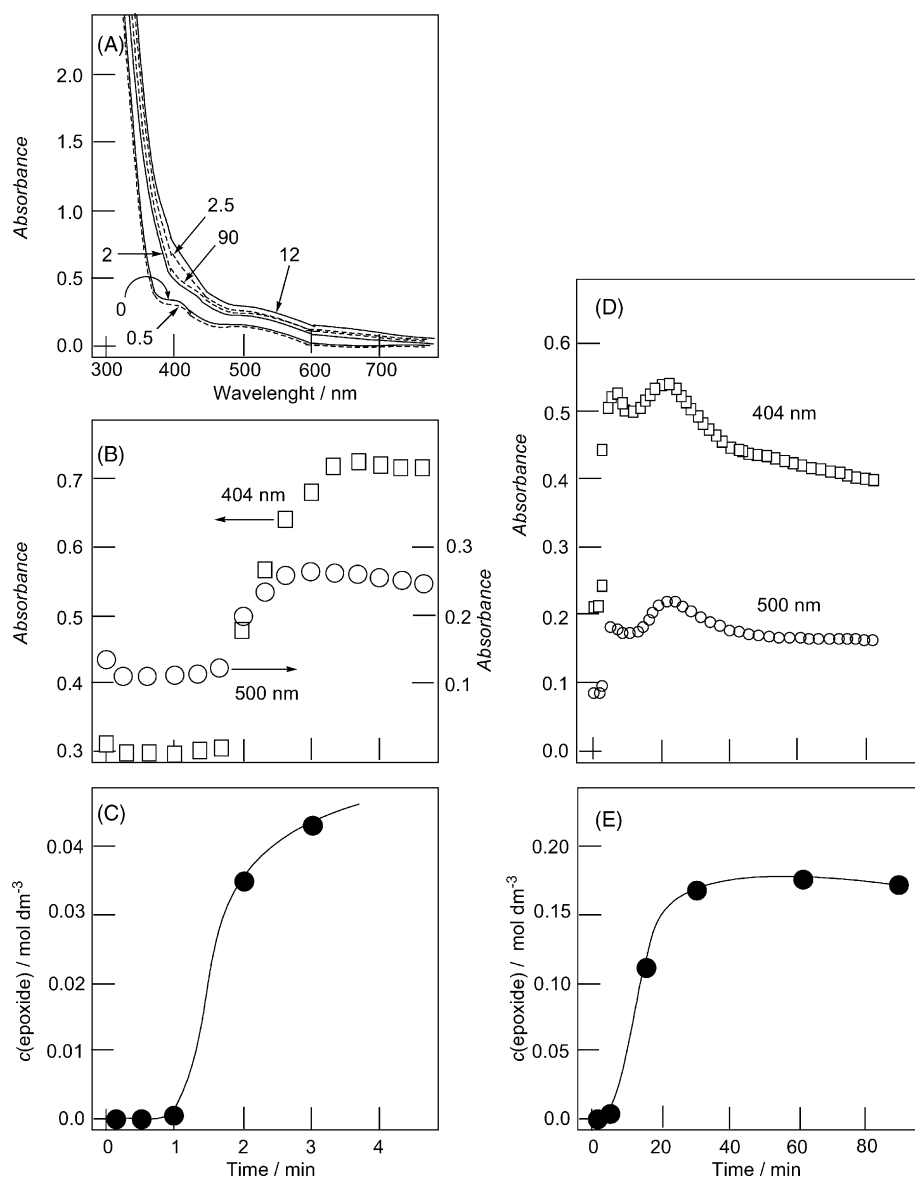 (A)
2.0
1.5
1.0
0.5
0.0
Absorbance
2.5
90
12
2
0
0.5
300 400 500 600 700
Wavelenght / nm
(B)
0.7
0.6
0.5
0.4
0.3
Absorbance
404 nm
500 nm
0.3
0.2
0.1
Absorbance
(C)
0.04
0.03
0.02
0.01
0.0
c(epoxide) / mol dm-3
0 1 2 3 4
Time / min
(D)
0.6
0.5
0.4
0.3
0.2
0.1
0.0
Absorbance
404 nm
500 nm
(E)
0.20
0.15
0.10
0.05
0.0
c(epoxide) / mol dm-3
0 20 40 60 80
Time / min